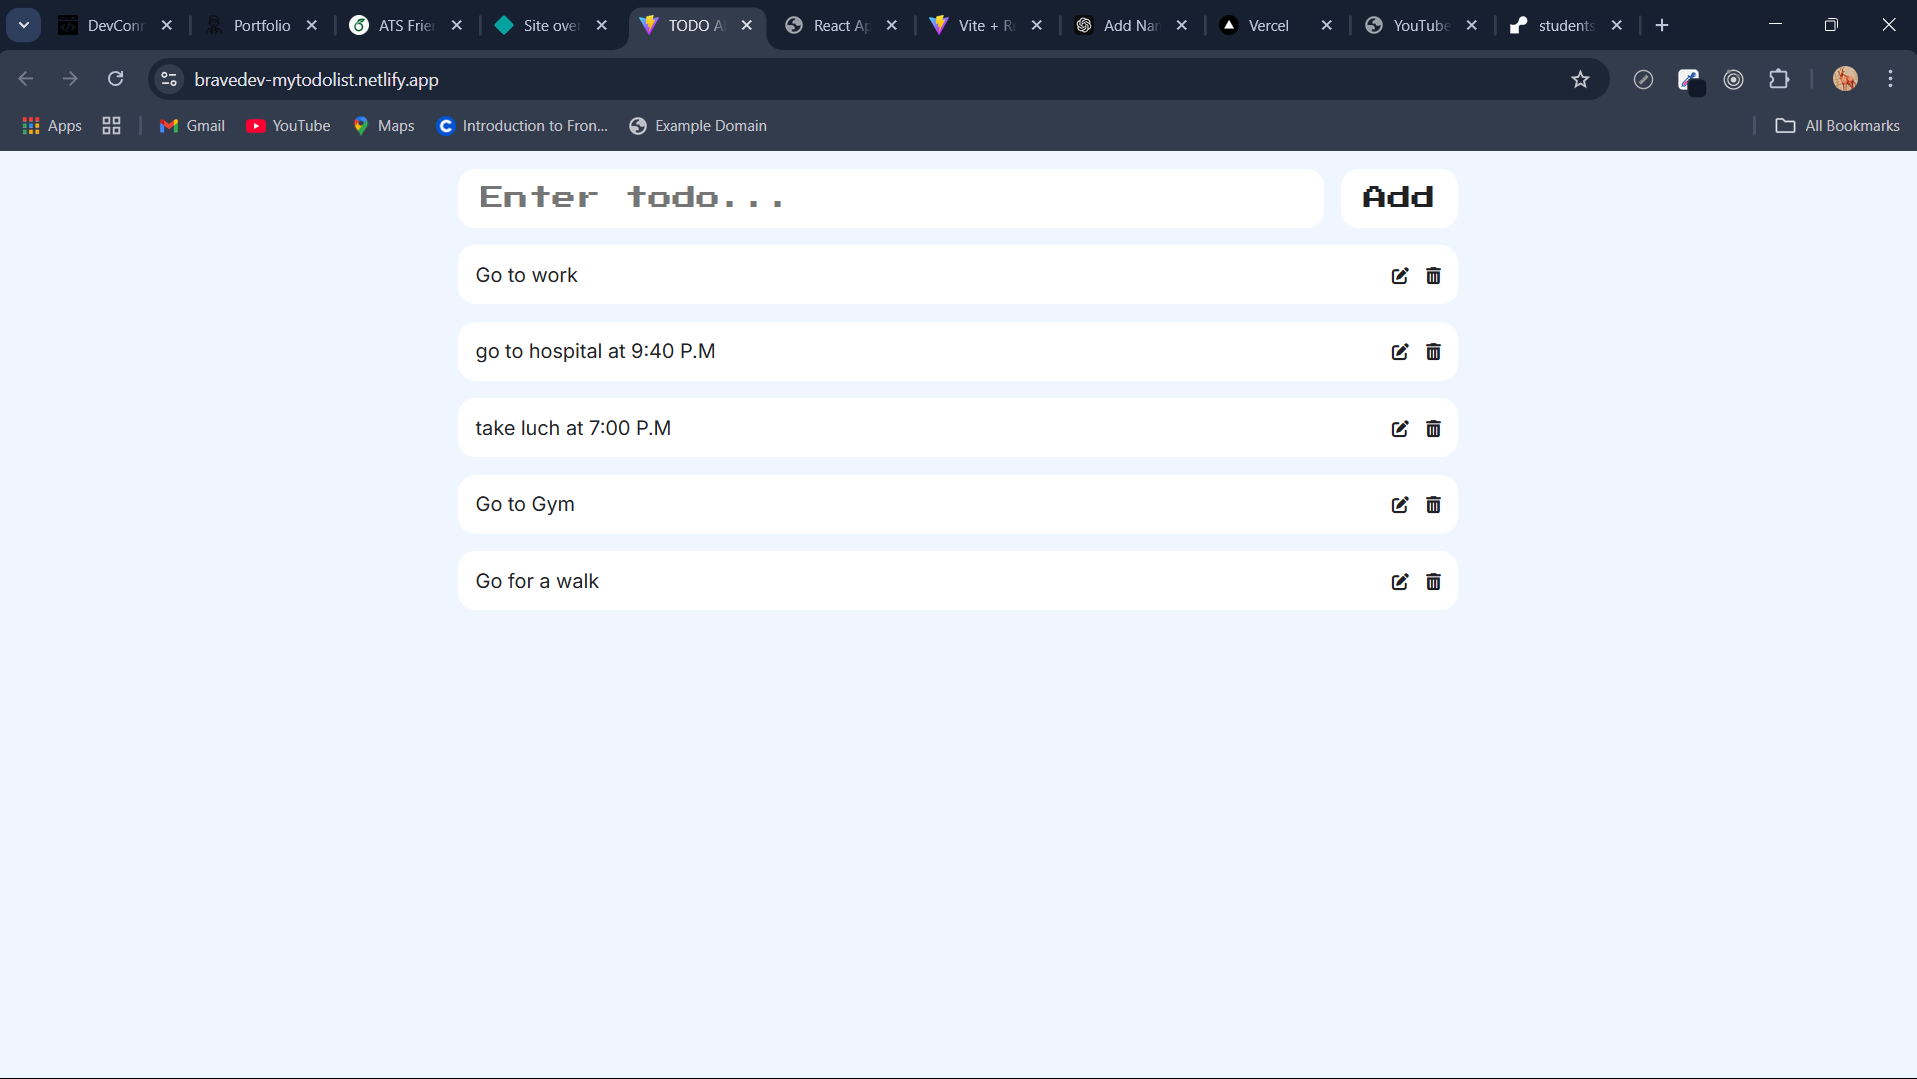 DevConr Portfolio ATS Frie Site over TODO A React Ap Vite + R Add Nar Vercel YouTube students
bravedev-mytodolist.netlify.app
Apps Gmail YouTube Maps Introduction to Fron... Example Domain All Bookmarks
Enter todo... Add
Go to work
go to hospital at 9:40 P.M
take luch at 7:00 P.M
Go to Gym
Go for a walk